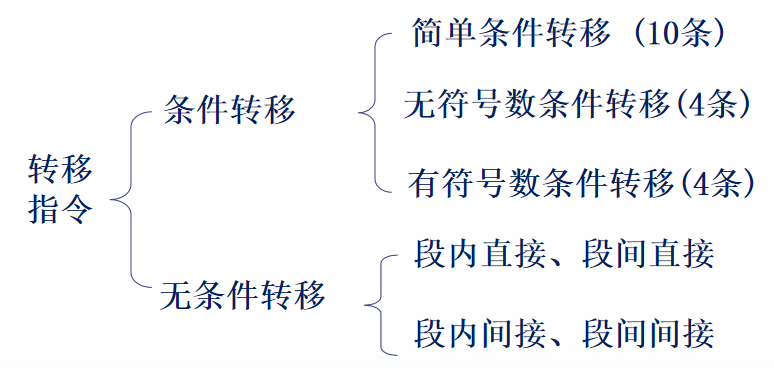 简单条件转移 (10条)
条件转移
无符号数条件转移(4条)
转移
指令
有符号数条件转移(4条)
段内直接、段间直接
无条件转移
段内间接、段间间接